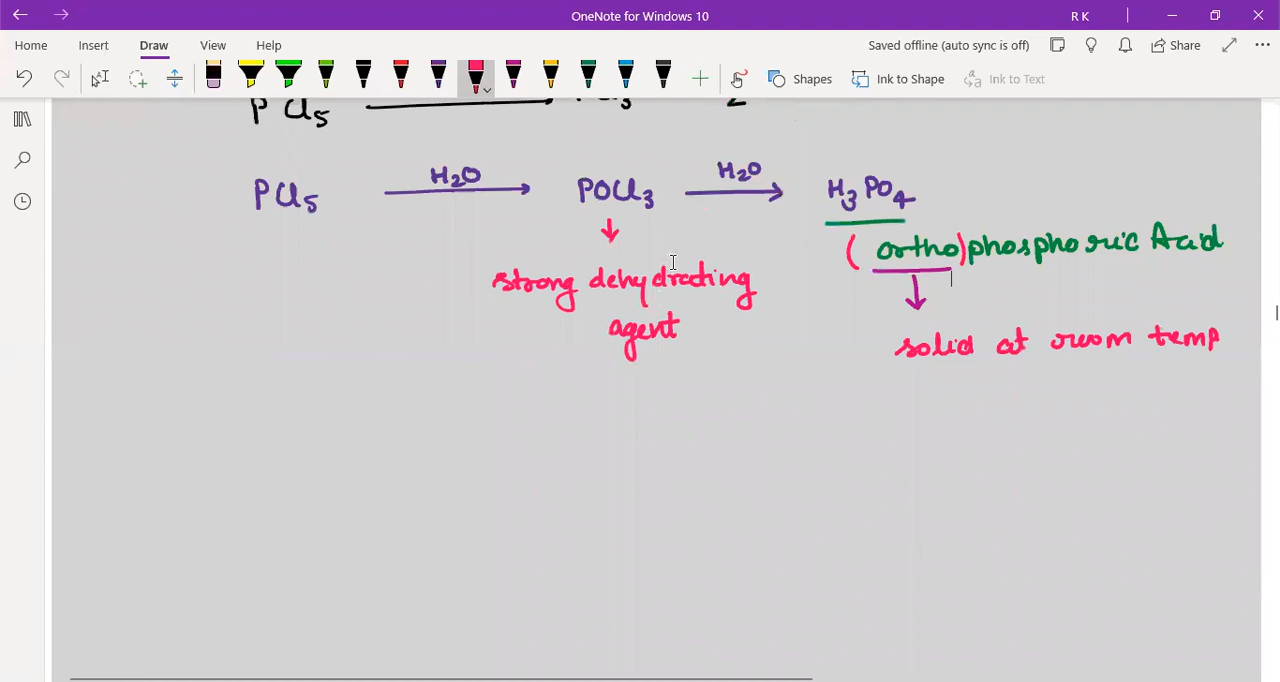 OneNote for Windows 10
R K
Home Insert Draw View Help
Saved offline (auto sync is off)
Share
Shapes
Ink to Shape
Ink to Text
P Cl5
2
PCl5 H2O POCl3 H2O H3PO4
(ortho)phosphoric Acid
strong dehydrating
agent
solid at room temp